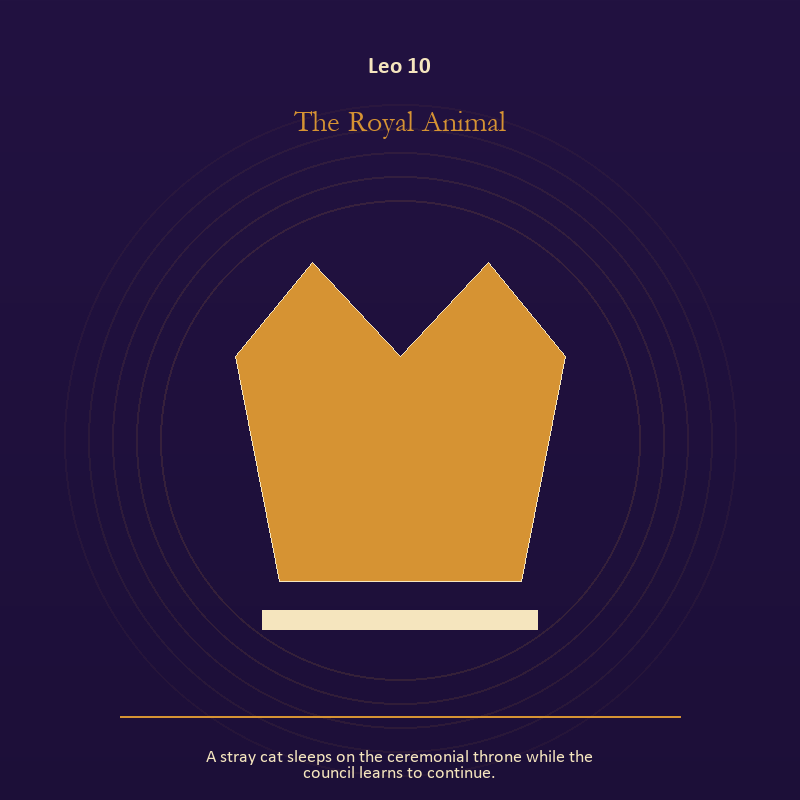 Leo 10
The Royal Animal
A stray cat sleeps on the ceremonial throne while the
council learns to continue.